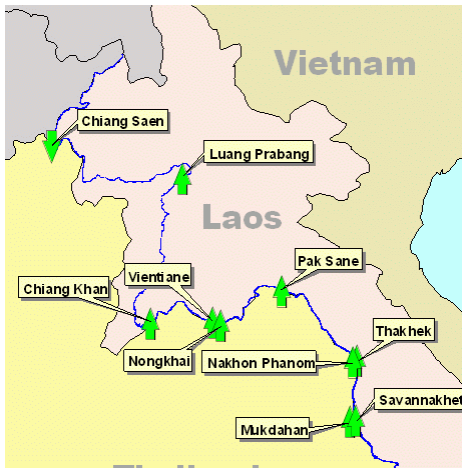 Vietnam
Chiang Saen
Luang Prabang
Laos
Pak Sane
Vientiane
Chiang Khan
Thakhek
Nongkhai
Nakhon Phanom
Savannakhet
Mukdahan